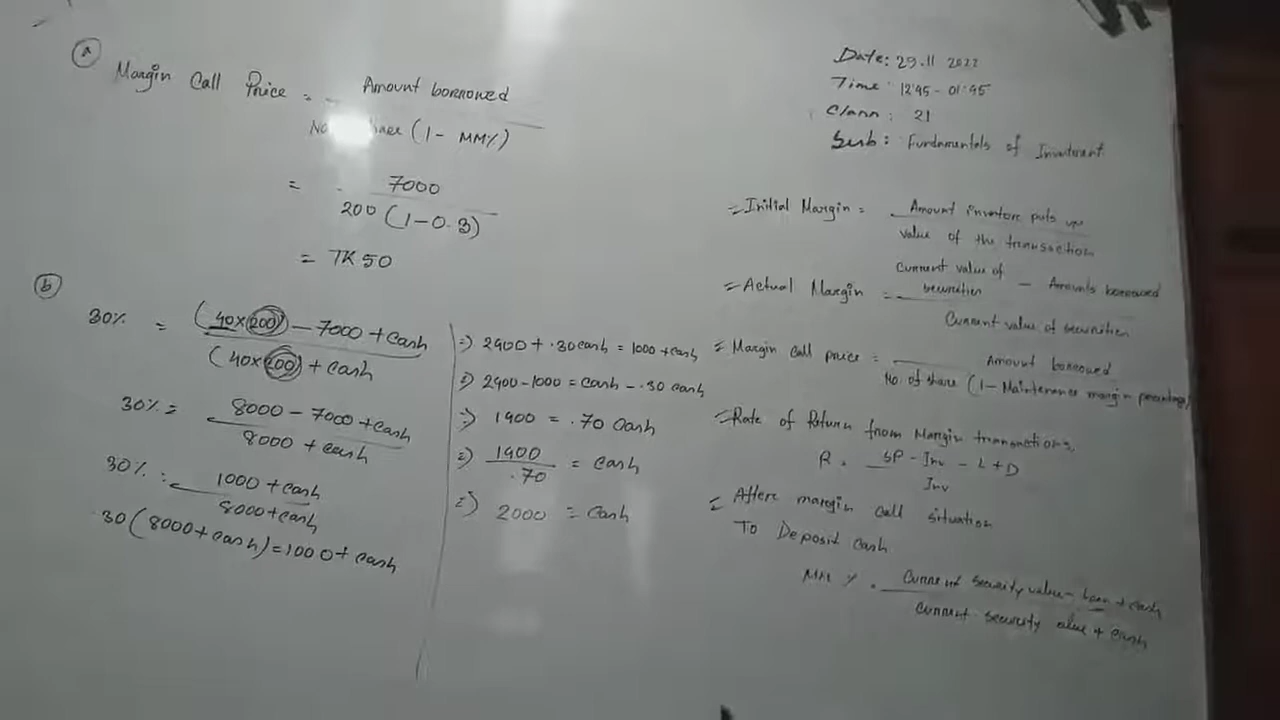 a
Margin Call Price = Amount borrowed
No (1 - MM%)
= 7000
200 (1-0.3)
= TK 50
b
30% = (40×200) - 7000 + Cash
(40×200) + cash
30% = 8000 - 7000 + Cash
8000 + cash
30% = 1000 + cash
8000 + cash
.30 (8000 + cash) = 1000 + cash
=) 2400 + .30 cash = 1000 + cash
=) 2400 - 1000 = cash - .30 cash
=) 1400 = .70 Cash
=) 1400 = cash
.70
=) 2000 = cash
Date: 29.11 2022
Time: 12:45 - 01:45
Class: 21
Sub: Fundamentals of Investment
= Initial Margin = Amount investors puts up
value of the transaction
= Actual Margin = Current value of securities - Amounts borrowed
Current value of securities
= Margin call price = Amount borrowed
No. of share (1 - Maintenance margin percentage)
= Rate of Return from Margin transactions,
R = SP - Inv - L + D
Inv
= After margin call situation
To Deposit Cash
MM % = Current security value - loan + cash
Current security value + cash